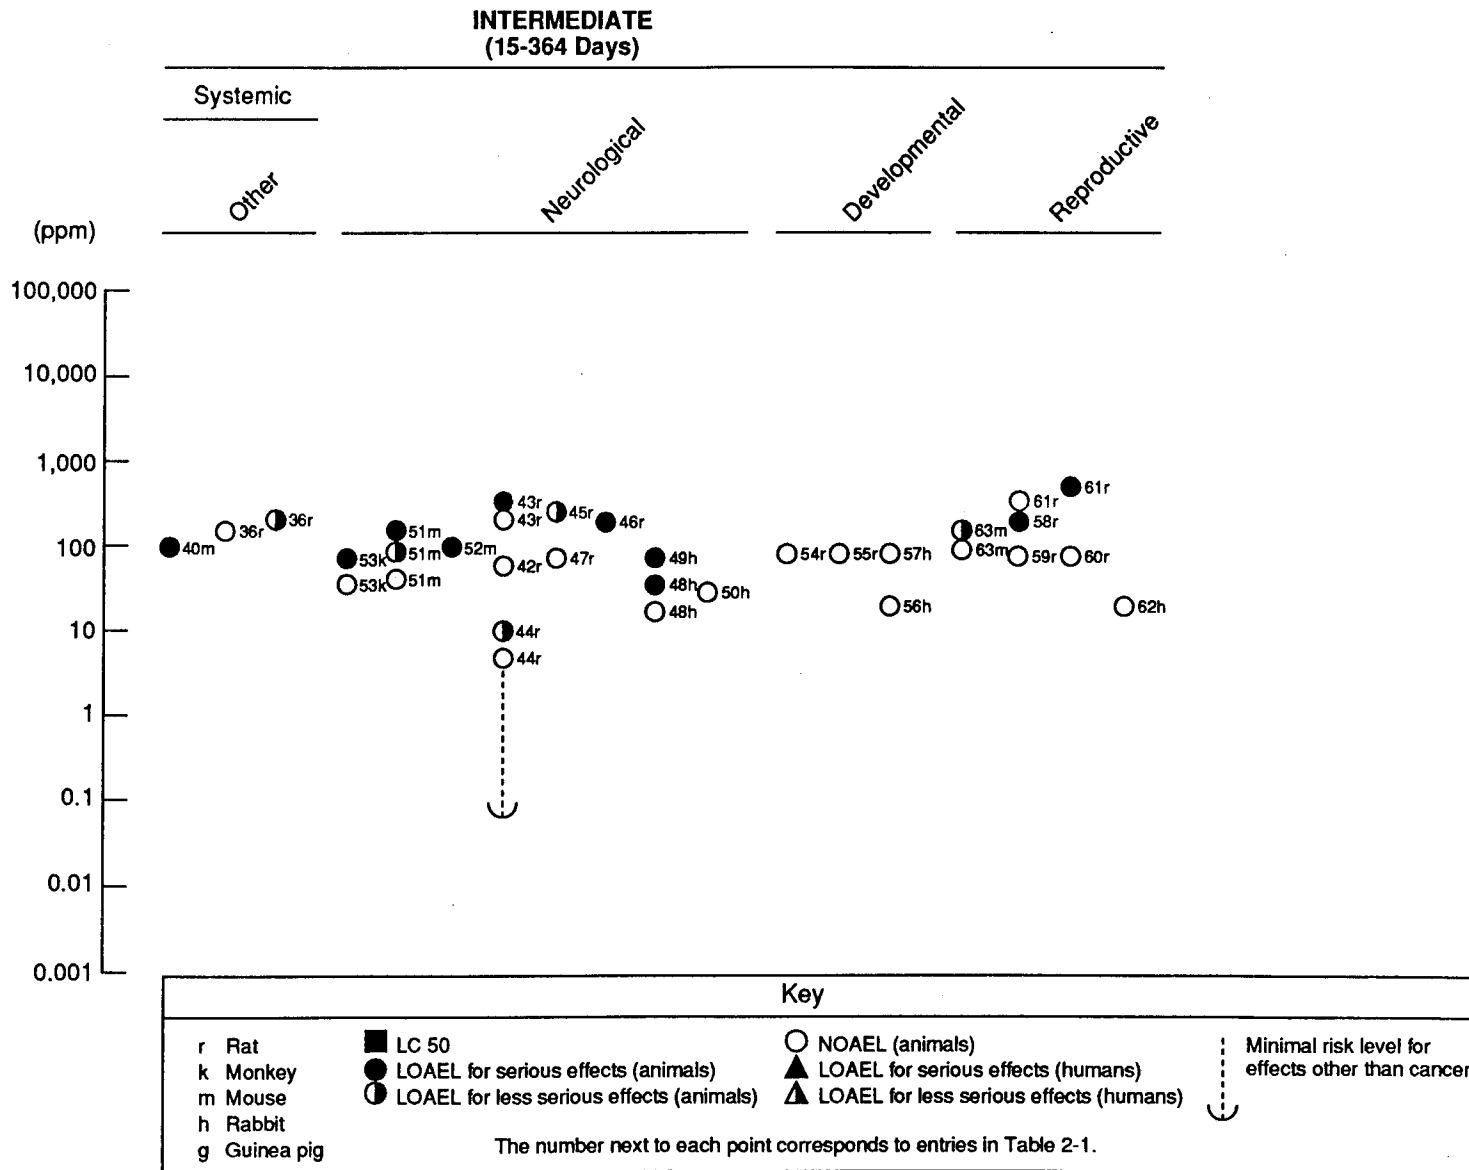 INTERMEDIATE
(15-364 Days)
Systemic
Other
Neurological
Developmental
Reproductive
(ppm)
100,000
10,000
1,000
100
10
1
0.1
0.01
0.001
40m
36r
36r
53k
53k
51m
51m
51m
52m
43r
43r
42r
44r
44r
45r
47r
46r
49h
48h
48h
50h
54r
55r
57h
56h
63m
63m
61r
58r
59r
61r
60r
62h
Key
r Rat
k Monkey
m Mouse
h Rabbit
g Guinea pig
LC 50
LOAEL for serious effects (animals)
LOAEL for less serious effects (animals)
NOAEL (animals)
LOAEL for serious effects (humans)
LOAEL for less serious effects (humans)
Minimal risk level for
effects other than cancer
The number next to each point corresponds to entries in Table 2-1.